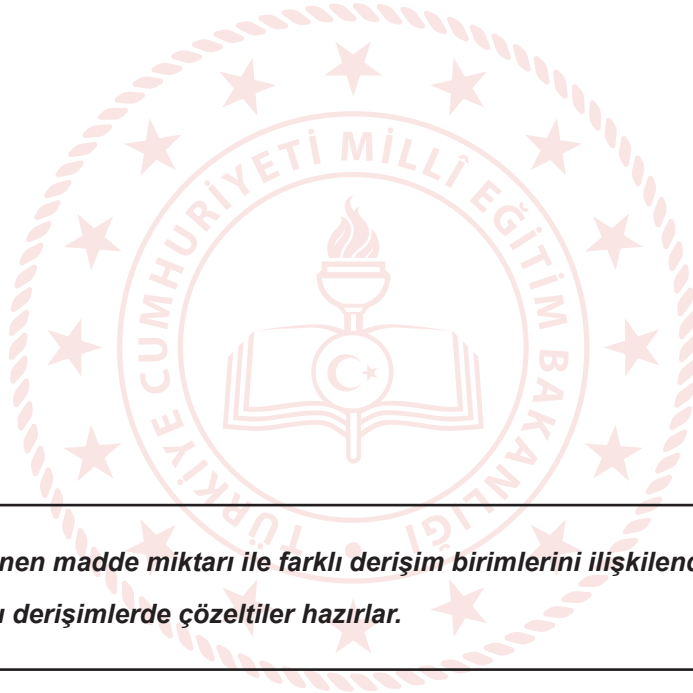 TÜRKİYE CUMHURİYETİ MİLLÎ EĞİTİM BAKANLIĞI
nen madde miktarı ile farklı derişim birimlerini ilişkilend
derişimlerde çözeltiler hazırlar.